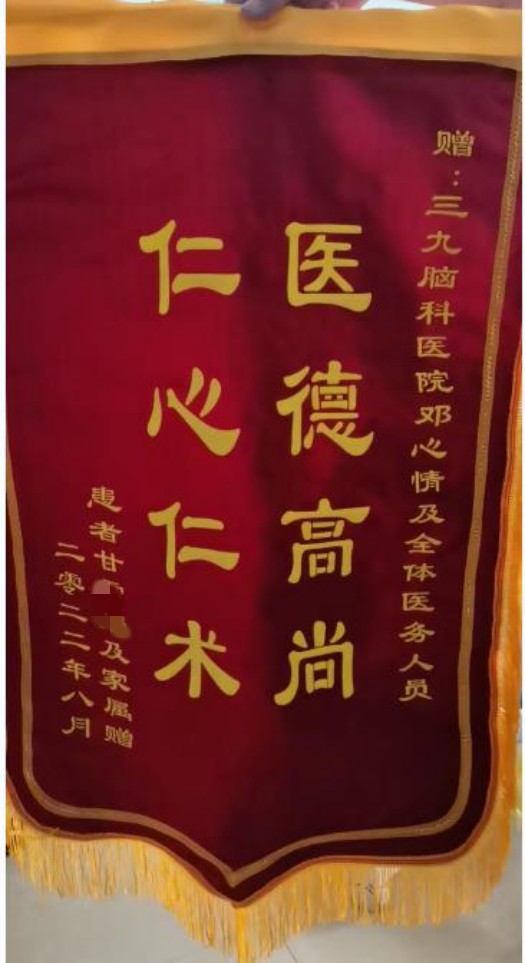 赠：三九脑科医院邓心情及全体医务人员
医德高尚
仁心仁术
患者甘及家属赠
二零二二年八月